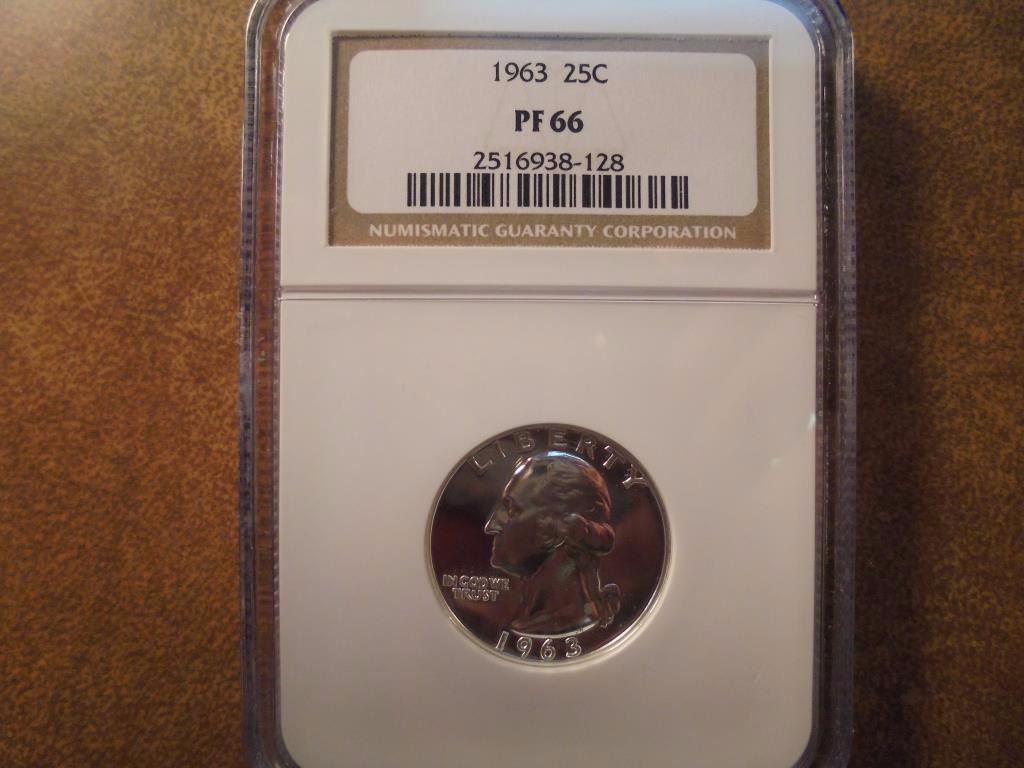 1963 25C
PF 66
2516938-128
NUMISMATIC GUARANTY CORPORATION
LIBERTY
IN GOD WE
TRUST
1963